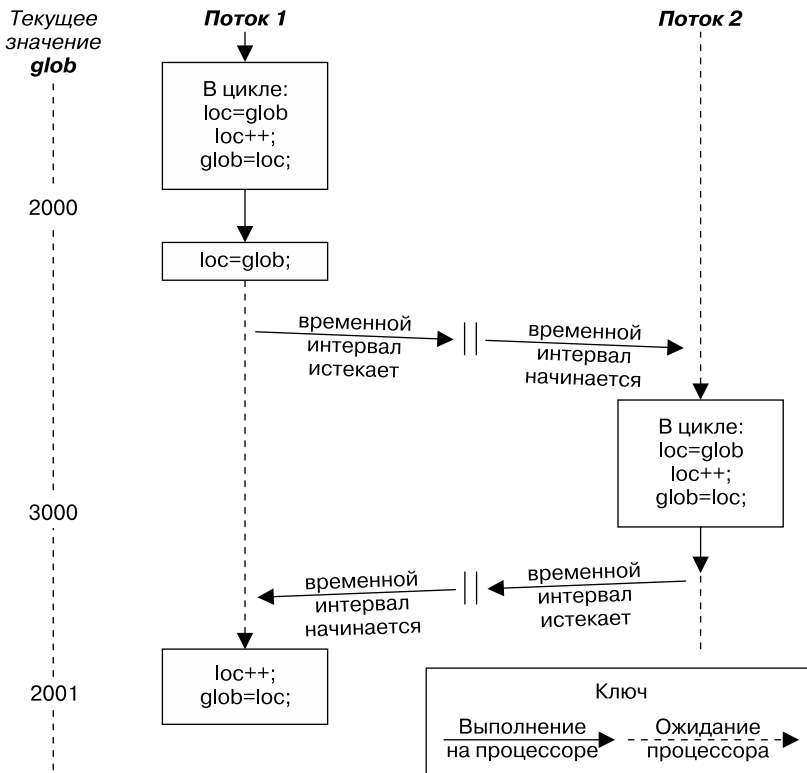 Текущее
значение
glob
Поток 1
Поток 2
В цикле:
loc=glob
loc++;
glob=loc;
2000
loc=glob;
временной
интервал
истекает
временной
интервал
начинается
В цикле:
loc=glob
loc++;
glob=loc;
3000
временной
интервал
начинается
временной
интервал
истекает
loc++;
glob=loc;
2001
Ключ
Выполнение
на процессоре
Ожидание
процессора